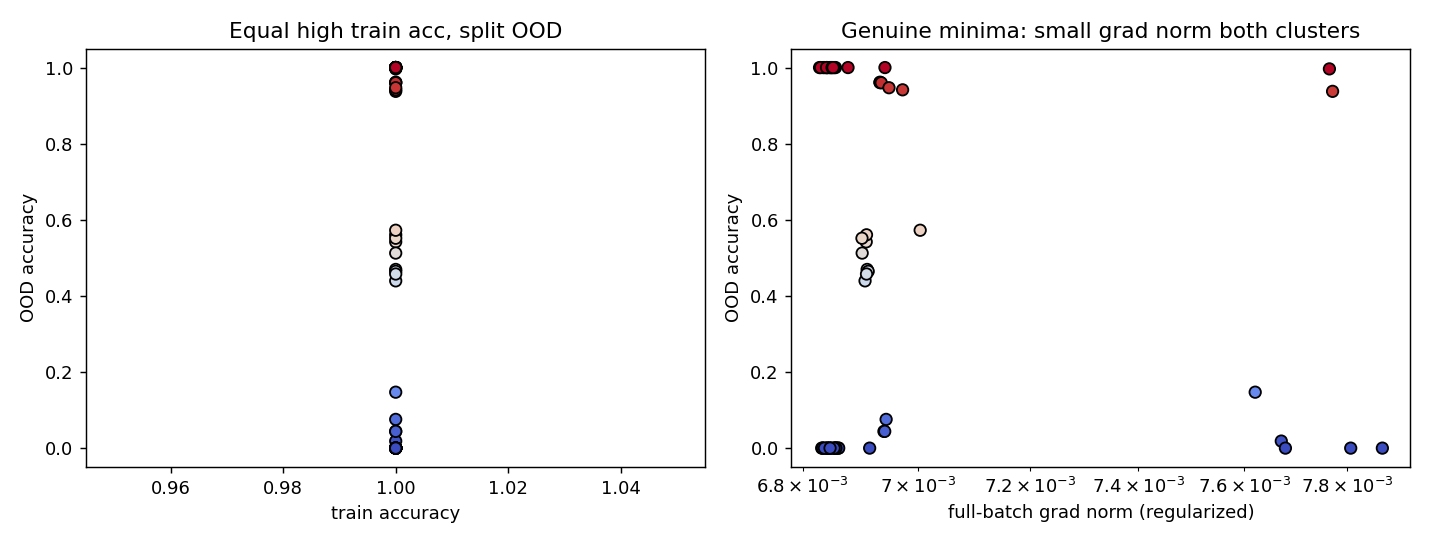 Equal high train acc, split OOD
OOD accuracy
1.0
0.8
0.6
0.4
0.2
0.0
0.96 0.98 1.00 1.02 1.04
train accuracy
Genuine minima: small grad norm both clusters
OOD accuracy
1.0
0.8
0.6
0.4
0.2
0.0
6.8 × 10⁻³ 7 × 10⁻³ 7.2 × 10⁻³ 7.4 × 10⁻³ 7.6 × 10⁻³ 7.8 × 10⁻³
full-batch grad norm (regularized)